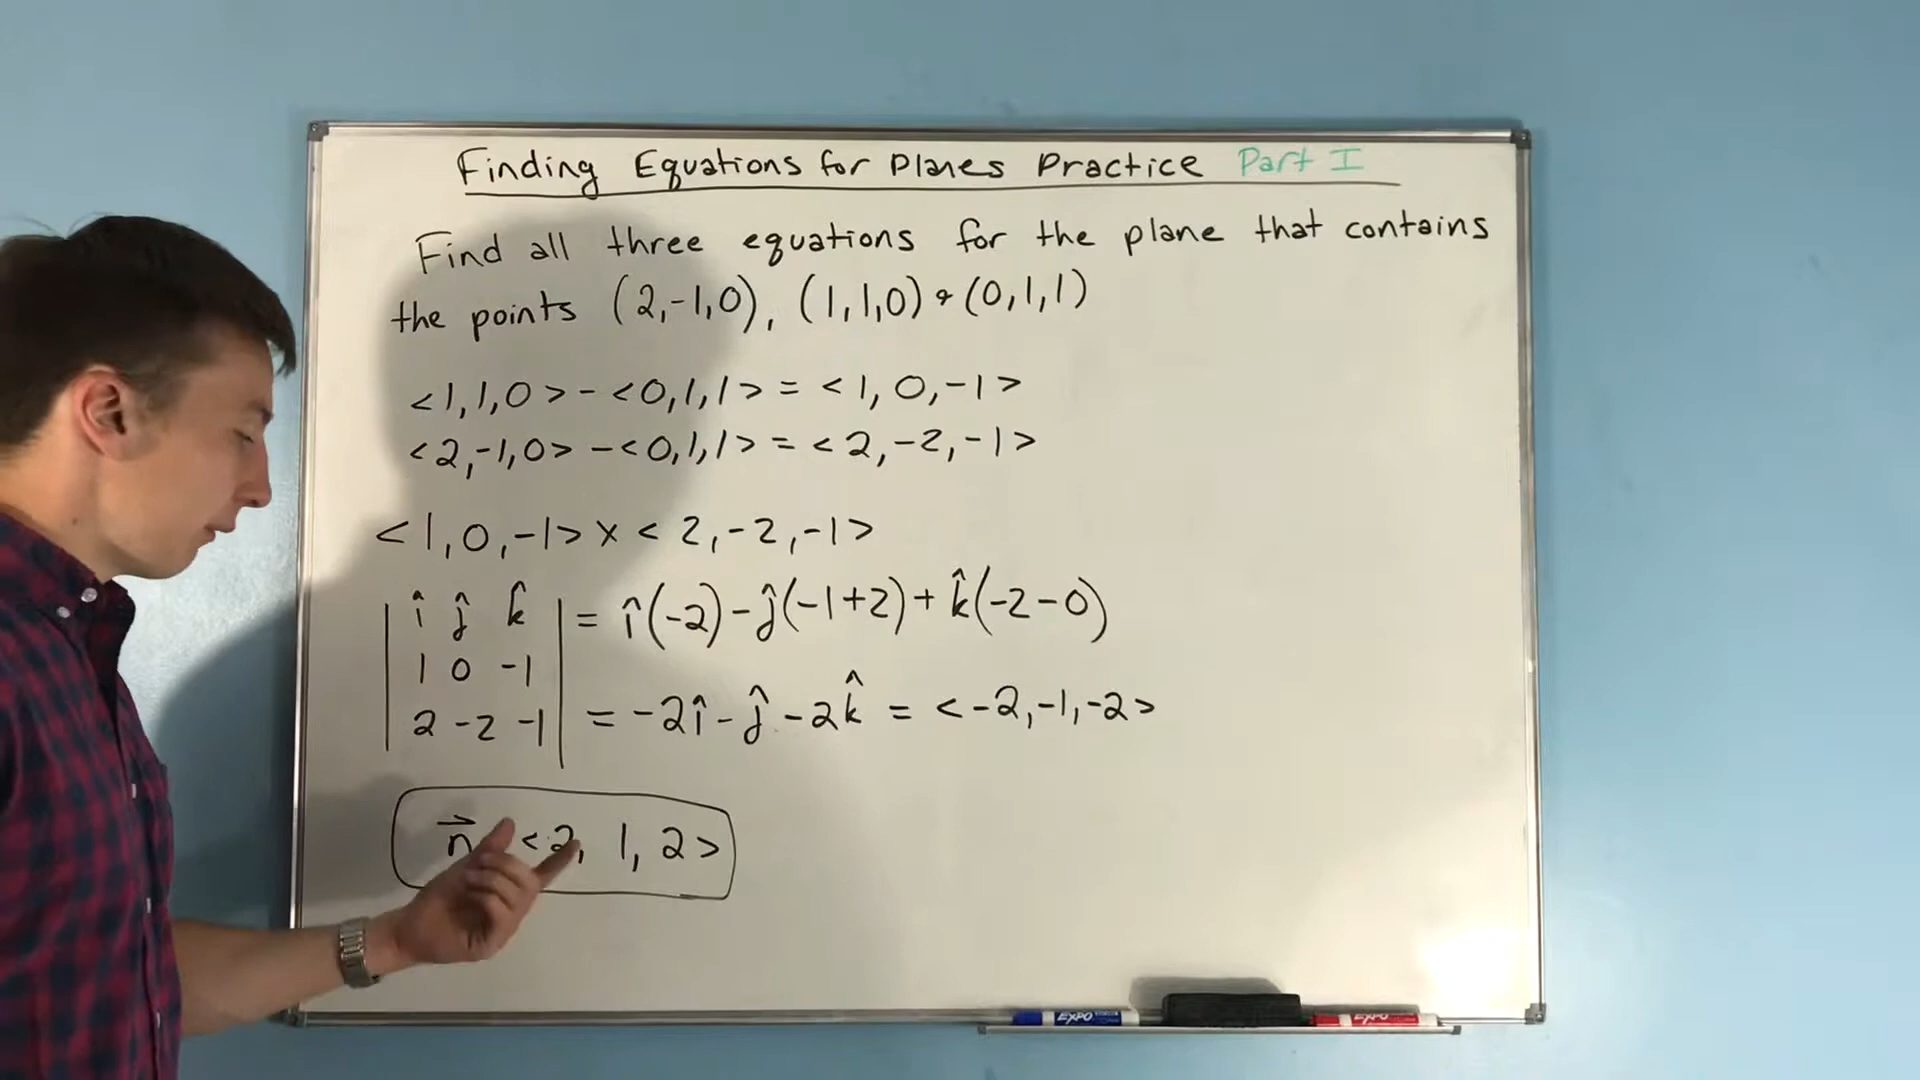 Finding Equations for Planes Practice Part I
Find all three equations for the plane that contains
the points (2,-1,0), (1,1,0) & (0,1,1)
<1,1,0> - <0,1,1> = <1,0,-1>
<2,-1,0> - <0,1,1> = <2,-2,-1>
<1,0,-1> x <2,-2,-1>
| î ĵ k̂ | = î(-2) - ĵ(-1+2) + k̂(-2-0)
1 0 -1
2 -2 -1 = -2î - ĵ - 2k̂ = <-2,-1,-2>
n⃗ <2, 1, 2>
EXPO
EXPO